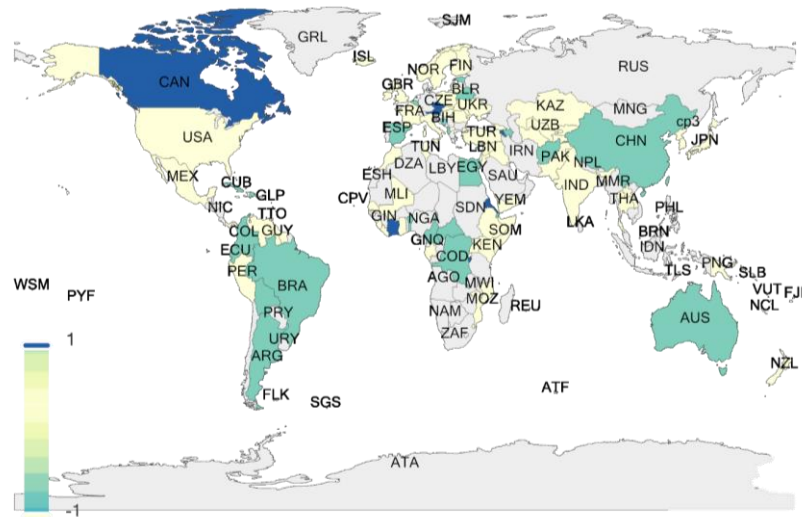 SJM
GRL
ISL
NOR
FIN
RUS
CAN
GBR
BLR
CZE
UKR
FRA
BIH
KAZ
MNG
UZB
cp3
USA
ESP
TUR
JPN
TUN
LBN
IRN
CHN
PAK
MEX
DZA
LBY
EGY
NPL
ESH
SAU
CUB
IND
MMR
GLP
CPV
MLI
SDN
YEM
THA
NIC
TTO
GIN
NGA
SOM
LKA
PHL
COL
GUY
GNQ
KEN
BRN
ECU
COD
IDN
PNG
PER
AGO
TLS
SLB
WSM
BRA
MWI
VUT
FJI
PYF
MOZ
REU
NCL
PRY
NAM
AUS
URY
ZAF
1
ARG
NZL
FLK
SGS
ATF
ATA
-1